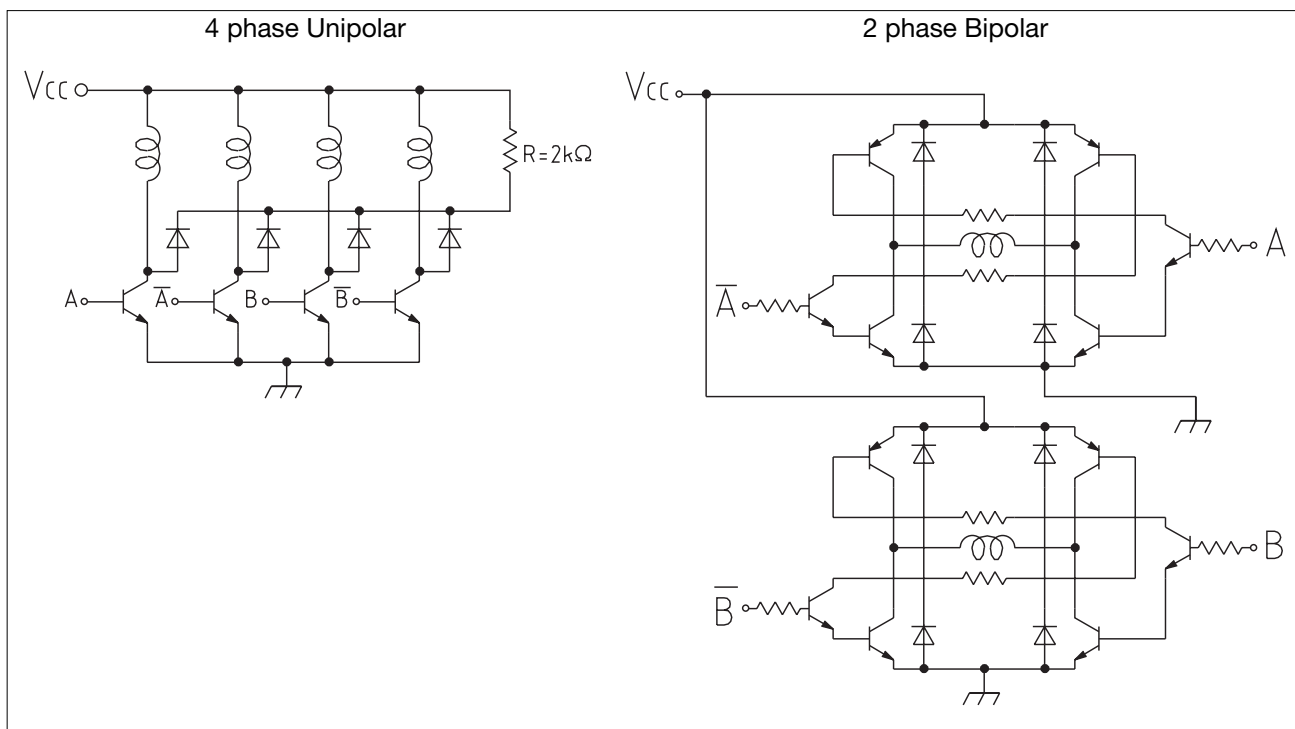 4 phase Unipolar
VCC
R=2kΩ
A
A̅
B
B̅
2 phase Bipolar
VCC
A
A̅
B
B̅